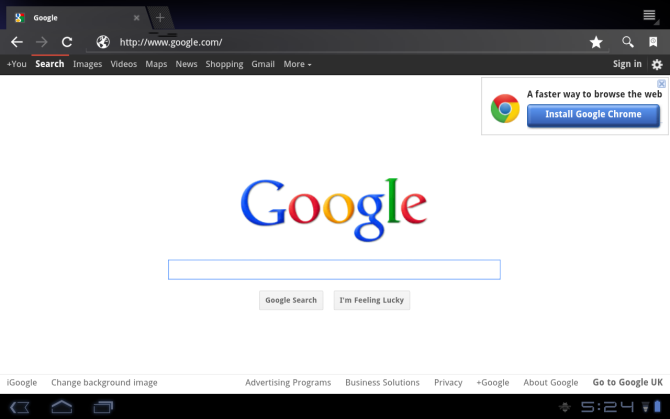 Google
http://www.google.com/
+You Search Images Videos Maps News Shopping Gmail More Sign in
A faster way to browse the web
Install Google Chrome
Google
Google Search I'm Feeling Lucky
iGoogle Change background image Advertising Programs Business Solutions Privacy +Google About Google Go to Google UK
5:24